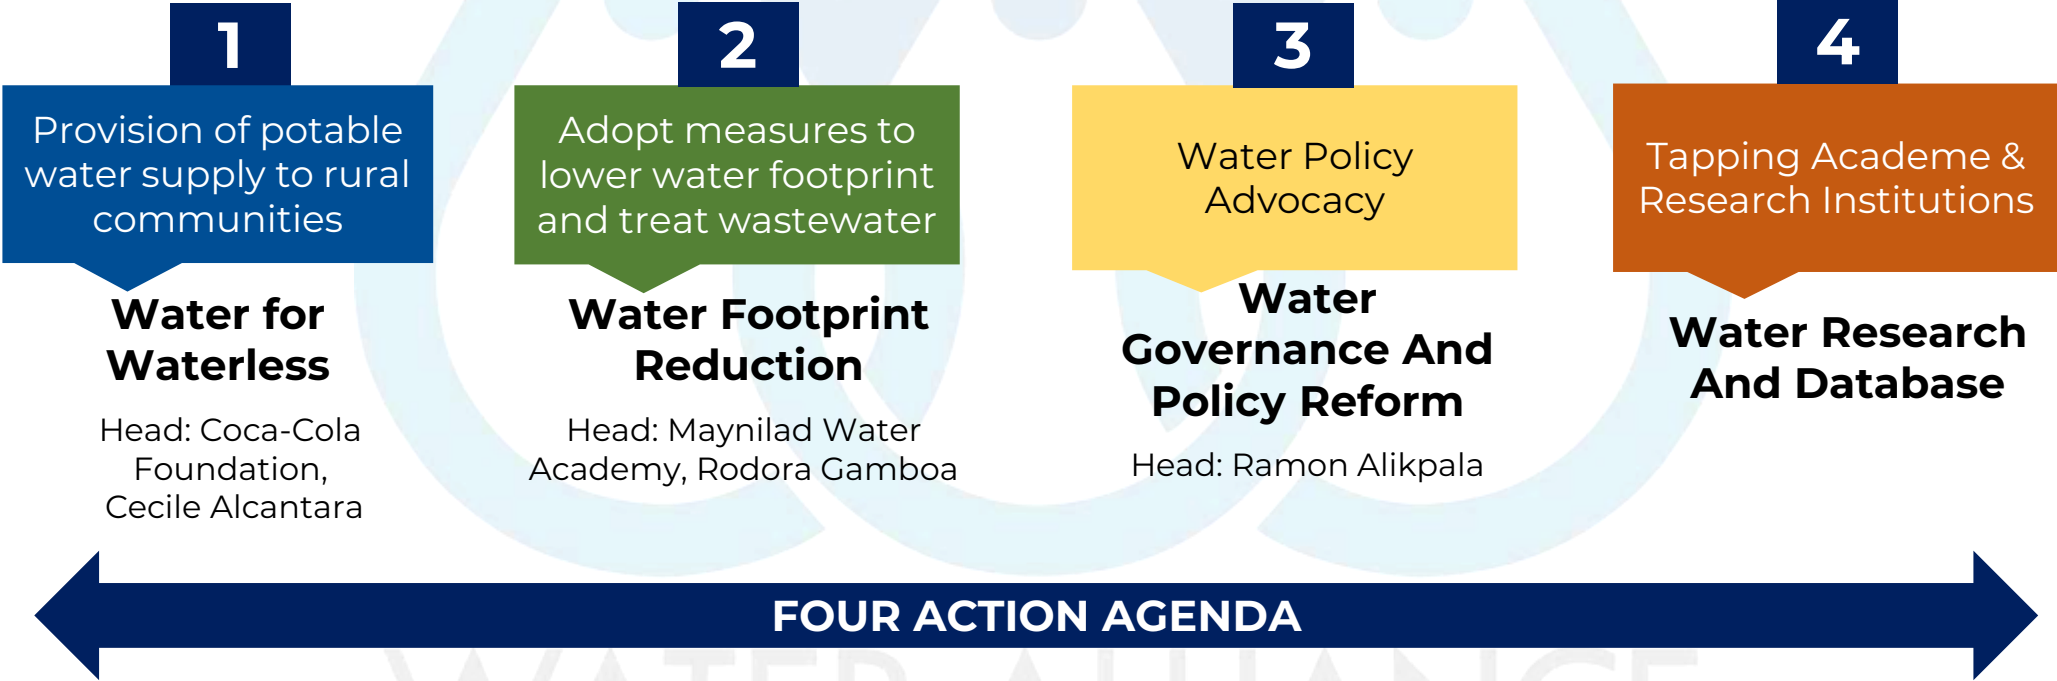 1
Provision of potable
water supply to rural
communities
Water for
Waterless
Head: Coca-Cola
Foundation,
Cecile Alcantara
2
Adopt measures to
lower water footprint
and treat wastewater
Water Footprint
Reduction
Head: Maynilad Water
Academy, Rodora Gamboa
3
Water Policy
Advocacy
Water
Governance And
Policy Reform
Head: Ramon Alikpala
4
Tapping Academe &
Research Institutions
Water Research
And Database
FOUR ACTION AGENDA
WATER ALLIANCE